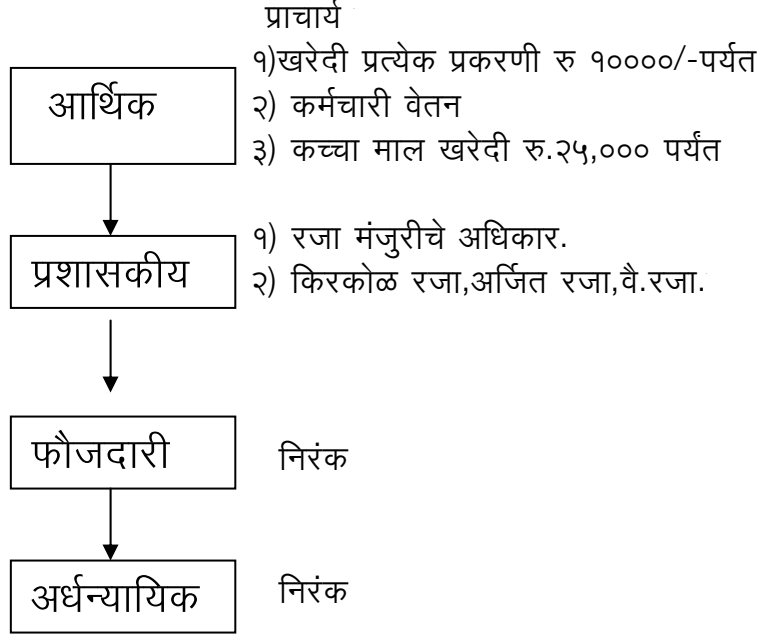 प्राचार्य
१)खरेदी प्रत्येक प्रकरणी रु १००००/-पर्यत
आर्थिक
२) कर्मचारी वेतन
३) कच्चा माल खरेदी रु.२५,००० पर्यंत
१) रजा मंजुरीचे अधिकार.
प्रशासकीय
२) किरकोळ रजा,अर्जित रजा,वै.रजा.
फौजदारी
निरंक
अर्धन्यायिक
निरंक